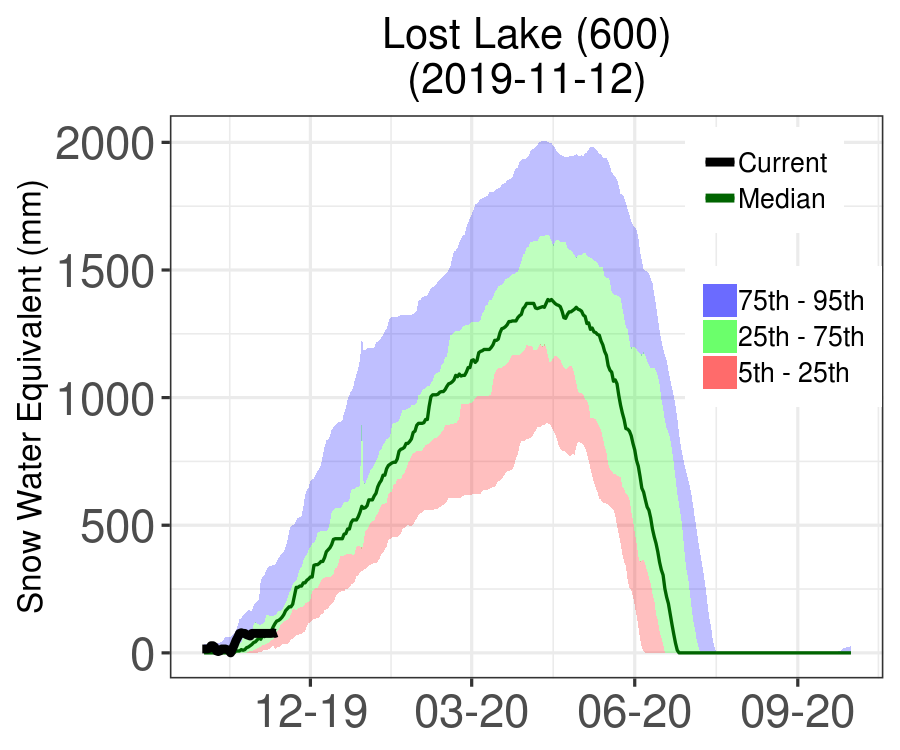 Lost Lake (600)
(2019-11-12)
Snow Water Equivalent (mm)
2000
1500
1000
500
0
12-19
03-20
06-20
09-20
Current
Median
75th - 95th
25th - 75th
5th - 25th